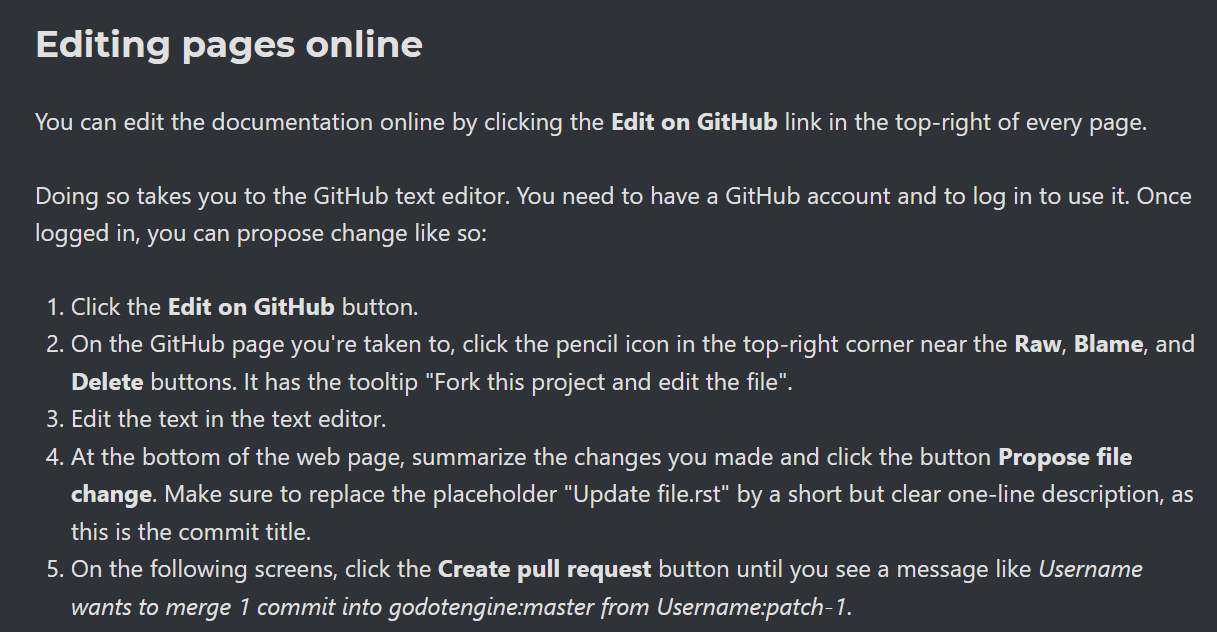 Editing pages online
You can edit the documentation online by clicking the Edit on GitHub link in the top-right of every page.
Doing so takes you to the GitHub text editor. You need to have a GitHub account and to log in to use it. Once
logged in, you can propose change like so:
1. Click the Edit on GitHub button.
2. On the GitHub page you're taken to, click the pencil icon in the top-right corner near the Raw, Blame, and
Delete buttons. It has the tooltip "Fork this project and edit the file".
3. Edit the text in the text editor.
4. At the bottom of the web page, summarize the changes you made and click the button Propose file
change. Make sure to replace the placeholder "Update file.rst" by a short but clear one-line description, as
this is the commit title.
5. On the following screens, click the Create pull request button until you see a message like Username
wants to merge 1 commit into godotengine:master from Username:patch-1.